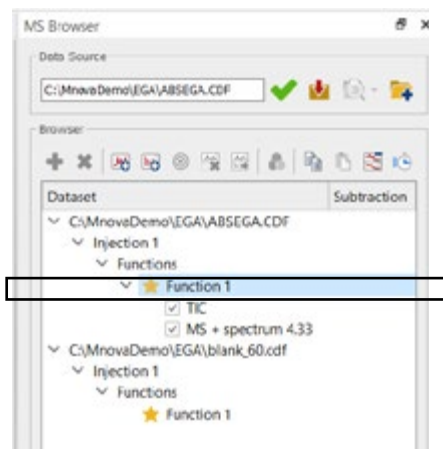 MS Browser
Data Source
C:\MnovaDemo\EGA\ABSEGA.CDF
Browser
Dataset Subtraction
C:\MnovaDemo\EGA\ABSEGA.CDF
Injection 1
Functions
Function 1
TIC
MS + spectrum 4.33
C:\MnovaDemo\EGA\blank_60.cdf
Injection 1
Functions
Function 1